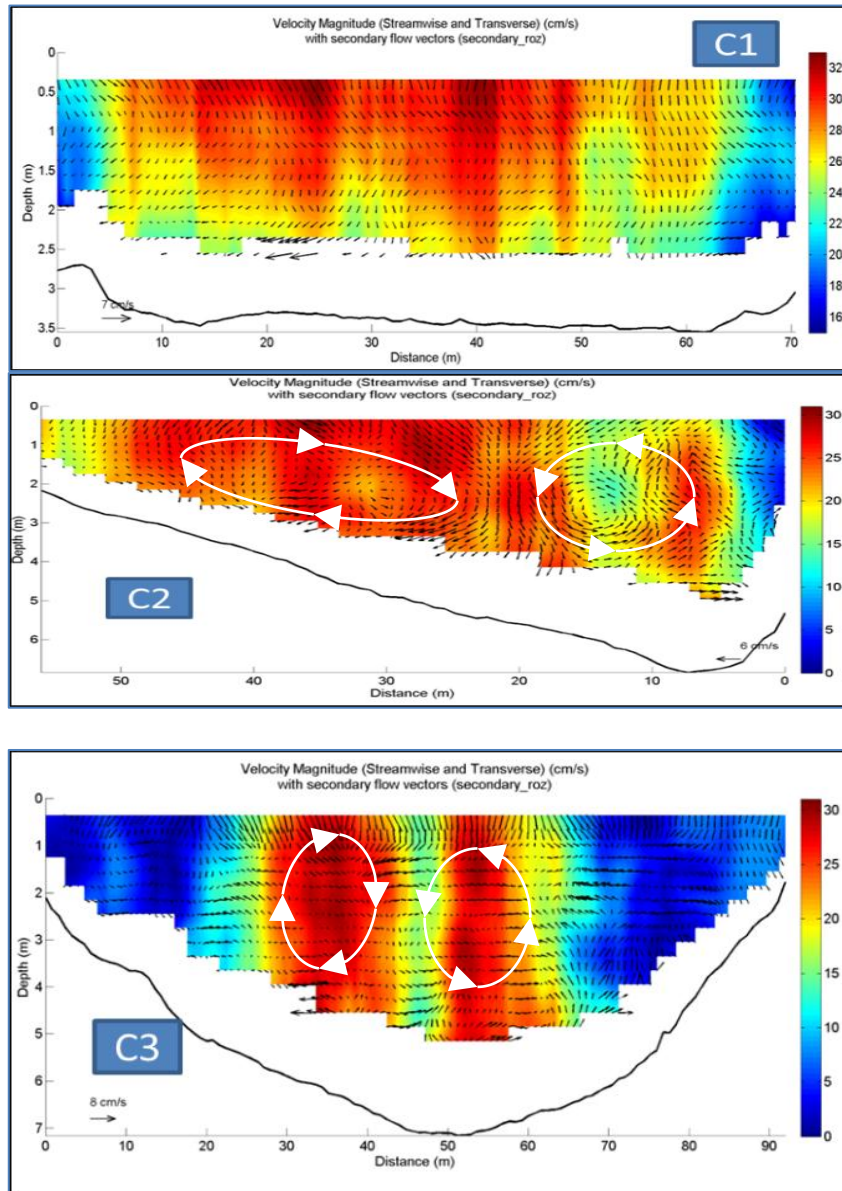 Velocity Magnitude (Streamwise and Transverse) (cm/s)
with secondary flow vectors (secondary_roz)
C1
0
0.5
1
1.5
2
2.5
3
3.5
Depth (m)
7 cm/s
0 10 20 30 40 50 60 70
Distance (m)
32
30
28
26
24
22
20
18
16
Velocity Magnitude (Streamwise and Transverse) (cm/s)
with secondary flow vectors (secondary_roz)
0
1
2
3
4
5
6
Depth (m)
C2
6 cm/s
50 40 30 20 10 0
Distance (m)
30
25
20
15
10
5
0
Velocity Magnitude (Streamwise and Transverse) (cm/s)
with secondary flow vectors (secondary_roz)
0
1
2
3
4
5
6
7
Depth (m)
C3
8 cm/s
0 10 20 30 40 50 60 70 80 90
Distance (m)
30
25
20
15
10
5
0